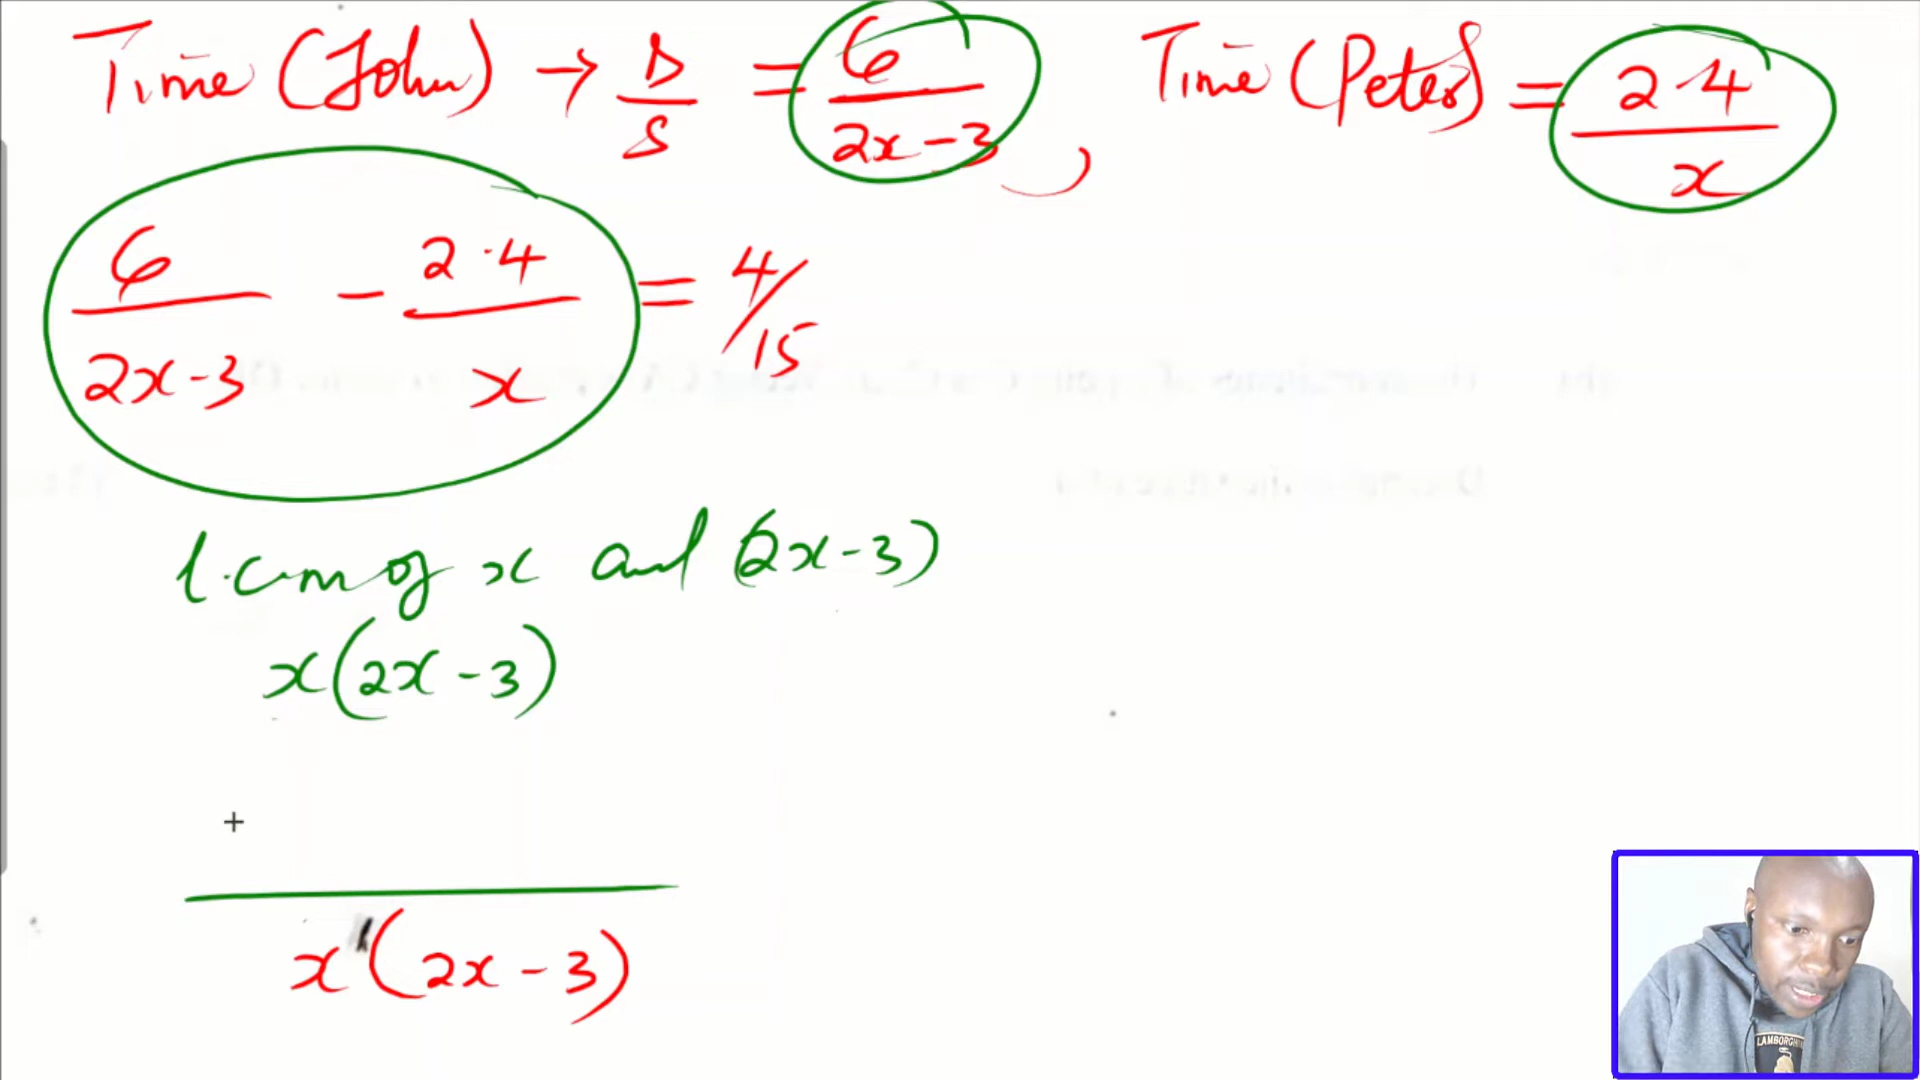 Time (John) → D/S = 6/(2x-3) , Time (Peter) = 2.4/x
6/(2x-3) - 2.4/x = 4/15
l.c.m of x and (2x-3)
x(2x-3)
x(2x-3)
LAMBORGHINI